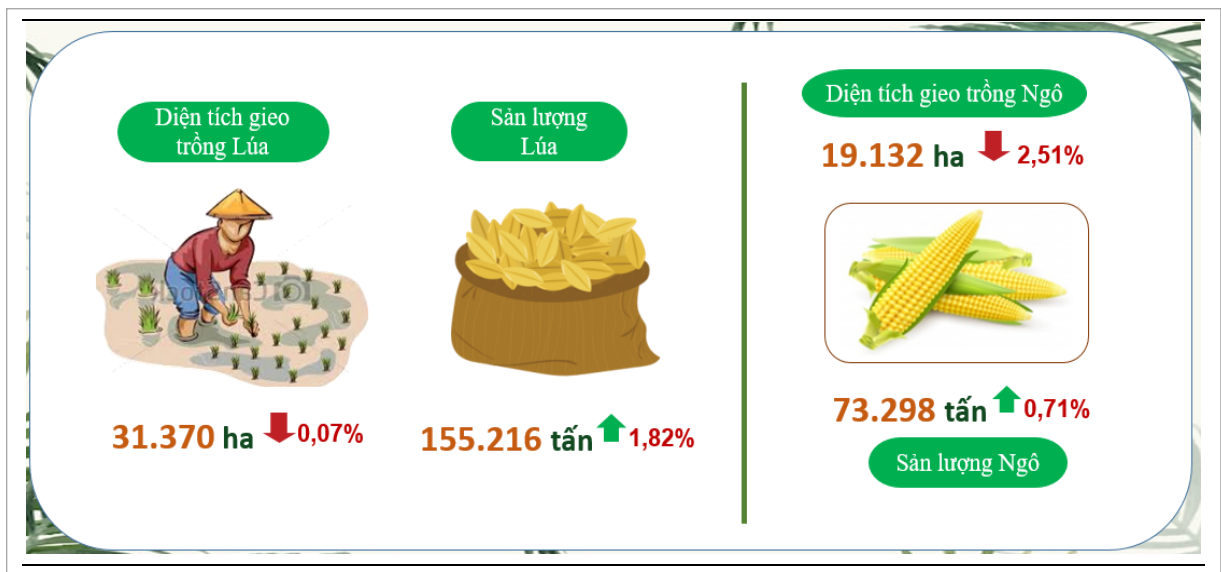 Diện tích gieo
trồng Lúa
31.370 ha 0,07%
Sản lượng
Lúa
155.216 tấn 1,82%
Diện tích gieo trồng Ngô
19.132 ha 2,51%
73.298 tấn 0,71%
Sản lượng Ngô